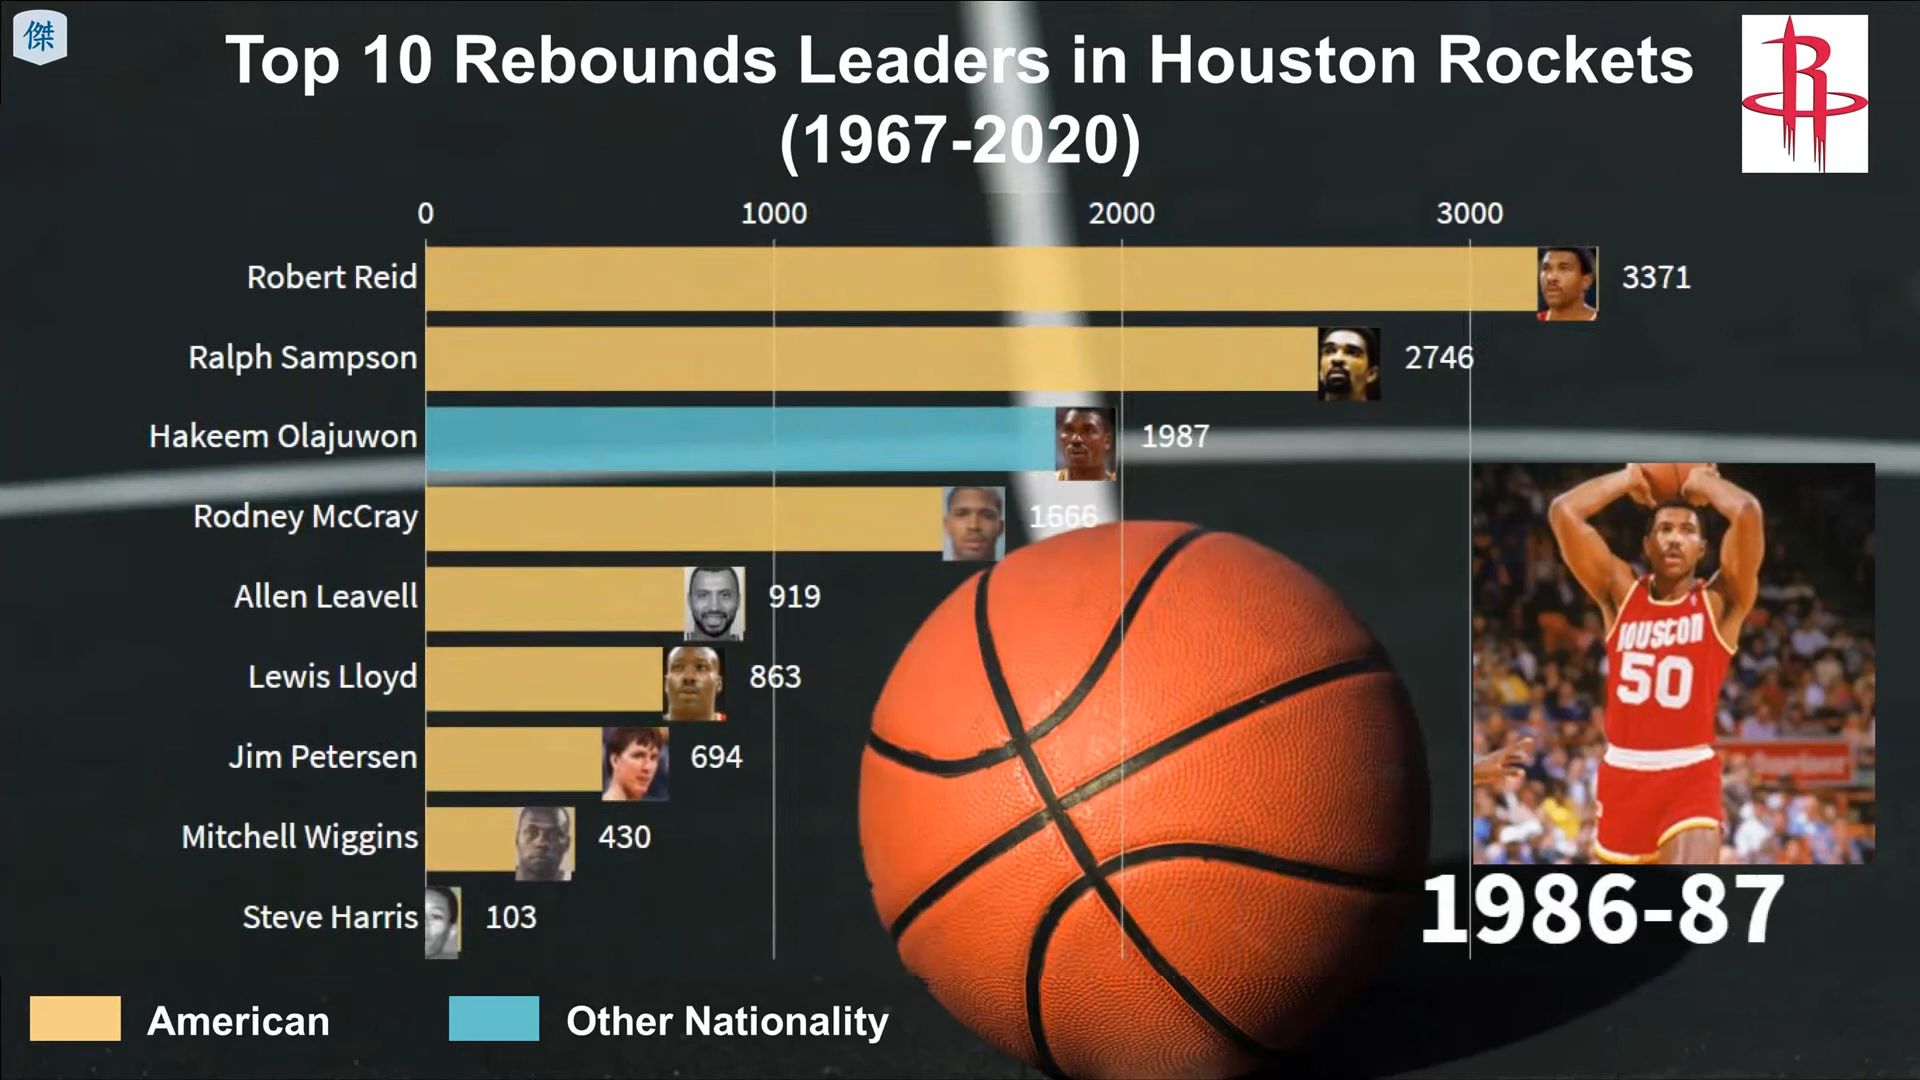 傑
Top 10 Rebounds Leaders in Houston Rockets
(1967-2020)
R
0 1000 2000 3000
Robert Reid 3371
Ralph Sampson 2746
Hakeem Olajuwon 1987
Rodney McCray 1666
Allen Leavell 919
Lewis Lloyd 863
Jim Petersen 694
Mitchell Wiggins 430
Steve Harris 103
HOUSTON
50
1986-87
American Other Nationality